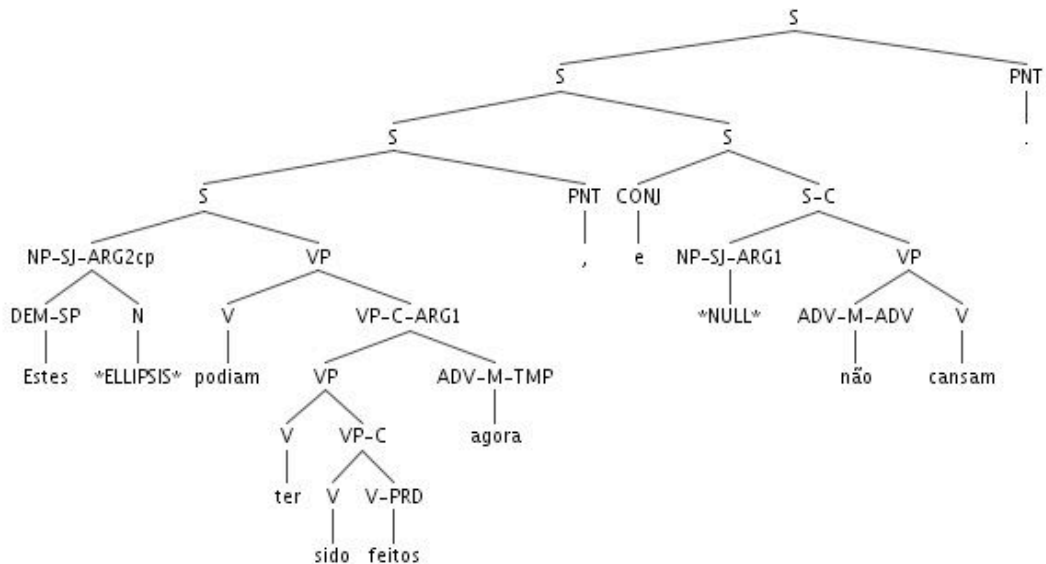 S
S PNT
S S .
S PNT CONJ S-C
NP-SJ-ARG2cp VP , e NP-SJ-ARG1 VP
DEM-SP N V VP-C-ARG1 *NULL* ADV-M-ADV V
Estes *ELLIPSIS* podiam VP ADV-M-TMP não cansam
V VP-C agora
ter V V-PRD
sido feitos